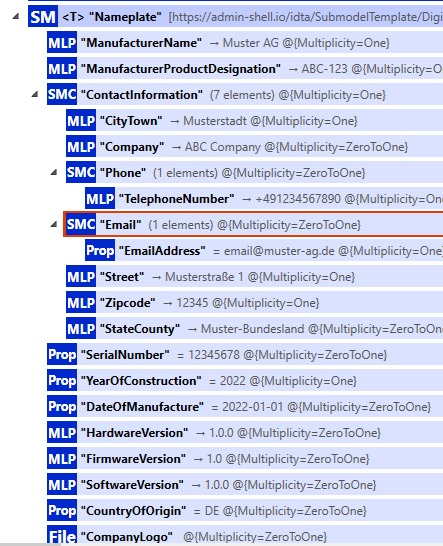 SM <T> "Nameplate" [https://admin-shell.io/idta/SubmodelTemplate/Digi
MLP "ManufacturerName" → Muster AG @{Multiplicity=One}
MLP "ManufacturerProductDesignation" → ABC-123 @{Multiplicity=On
SMC "ContactInformation" (7 elements) @{Multiplicity=One}
MLP "CityTown" → Musterstadt @{Multiplicity=One}
MLP "Company" → ABC Company @{Multiplicity=ZeroToOne}
SMC "Phone" (1 elements) @{Multiplicity=ZeroToOne}
MLP "TelephoneNumber" → +491234567890 @{Multiplicity=One
SMC "Email" (1 elements) @{Multiplicity=ZeroToOne}
Prop "EmailAddress" = email@muster-ag.de @{Multiplicity=One}
MLP "Street" → Musterstraße 1 @{Multiplicity=One}
MLP "Zipcode" → 12345 @{Multiplicity=One}
MLP "StateCounty" → Muster-Bundesland @{Multiplicity=ZeroToOne}
Prop "SerialNumber" = 12345678 @{Multiplicity=ZeroToOne}
Prop "YearOfConstruction" = 2022 @{Multiplicity=One}
Prop "DateOfManufacture" = 2022-01-01 @{Multiplicity=ZeroToOne}
MLP "HardwareVersion" → 1.0.0 @{Multiplicity=ZeroToOne}
MLP "FirmwareVersion" → 1.0 @{Multiplicity=ZeroToOne}
MLP "SoftwareVersion" → 1.0.0 @{Multiplicity=ZeroToOne}
Prop "CountryOfOrigin" = DE @{Multiplicity=ZeroToOne}
File "CompanyLogo" @{Multiplicity=ZeroToOne}